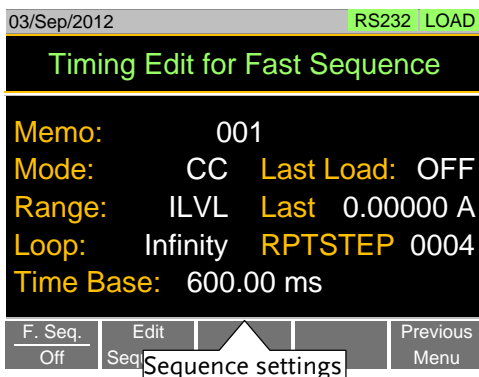 03/Sep/2012 RS232 LOAD
Timing Edit for Fast Sequence
Memo: 001
Mode: CC Last Load: OFF
Range: ILVL Last 0.00000 A
Loop: Infinity RPTSTEP 0004
Time Base: 600.00 ms
F. Seq. Edit Previous
Off Menu
Sequence settings